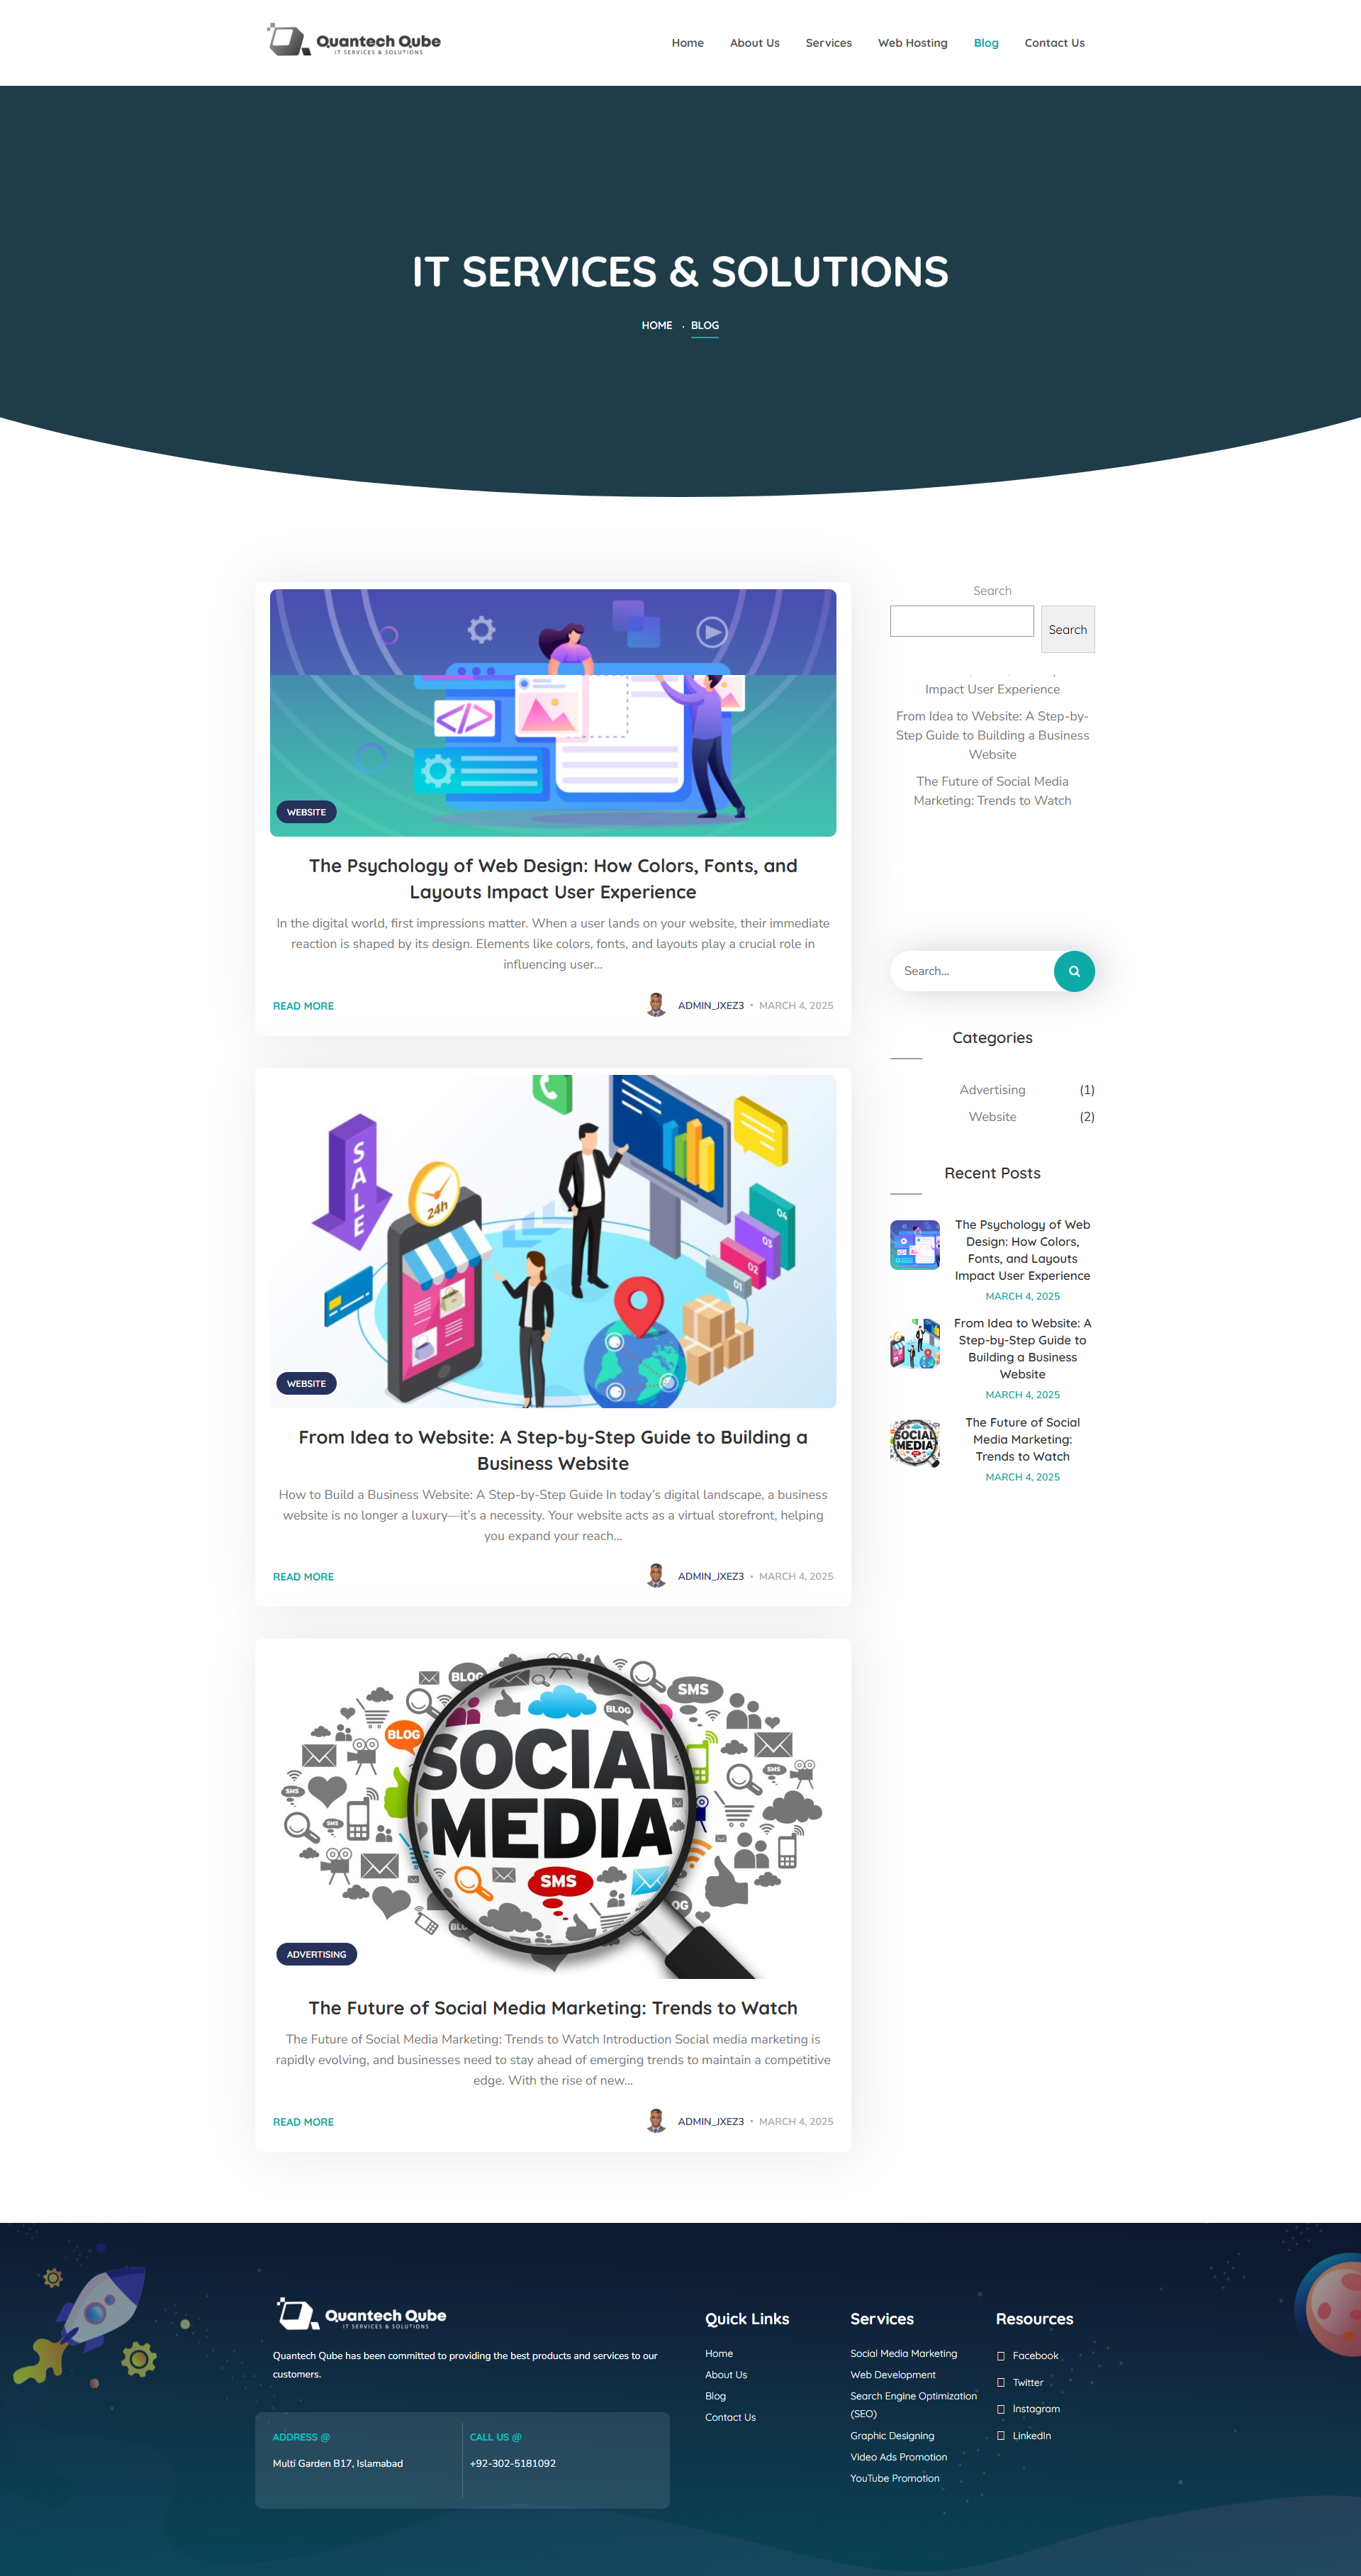 Quantech Qube
IT SERVICES & SOLUTIONS
Home
About Us
Services
Web Hosting
Blog
Contact Us
IT SERVICES & SOLUTIONS
HOME
BLOG
WEBSITE
The Psychology of Web Design: How Colors, Fonts, and
Layouts Impact User Experience
In the digital world, first impressions matter. When a user lands on your website, their immediate
reaction is shaped by its design. Elements like colors, fonts, and layouts play a crucial role in
influencing user...
READ MORE
ADMIN_JXEZ3 • MARCH 4, 2025
SALE
24h
04
03
02
01
WEBSITE
From Idea to Website: A Step-by-Step Guide to Building a
Business Website
How to Build a Business Website: A Step-by-Step Guide In today's digital landscape, a business
website is no longer a luxury—it's a necessity. Your website acts as a virtual storefront, helping
you expand your reach...
READ MORE
ADMIN_JXEZ3 • MARCH 4, 2025
BLOG
SMS
BLOG
BLOG
SOCIAL
SMS
SMS
MEDIA
SMS
SMS
ADVERTISING
The Future of Social Media Marketing: Trends to Watch
The Future of Social Media Marketing: Trends to Watch Introduction Social media marketing is
rapidly evolving, and businesses need to stay ahead of emerging trends to maintain a competitive
edge. With the rise of new...
READ MORE
ADMIN_JXEZ3 • MARCH 4, 2025
Search
Search
Impact User Experience
From Idea to Website: A Step-by-
Step Guide to Building a Business
Website
The Future of Social Media
Marketing: Trends to Watch
Search...
Categories
Advertising (1)
Website (2)
Recent Posts
The Psychology of Web
Design: How Colors,
Fonts, and Layouts
Impact User Experience
MARCH 4, 2025
From Idea to Website: A
Step-by-Step Guide to
Building a Business
Website
MARCH 4, 2025
SOCIAL
MEDIA
The Future of Social
Media Marketing:
Trends to Watch
MARCH 4, 2025
Quantech Qube
IT SERVICES & SOLUTIONS
Quantech Qube has been committed to providing the best products and services to our
customers.
ADDRESS @
Multi Garden B17, Islamabad
CALL US @
+92-302-5181092
Quick Links
Home
About Us
Blog
Contact Us
Services
Social Media Marketing
Web Development
Search Engine Optimization
(SEO)
Graphic Designing
Video Ads Promotion
YouTube Promotion
Resources
Facebook
Twitter
Instagram
LinkedIn